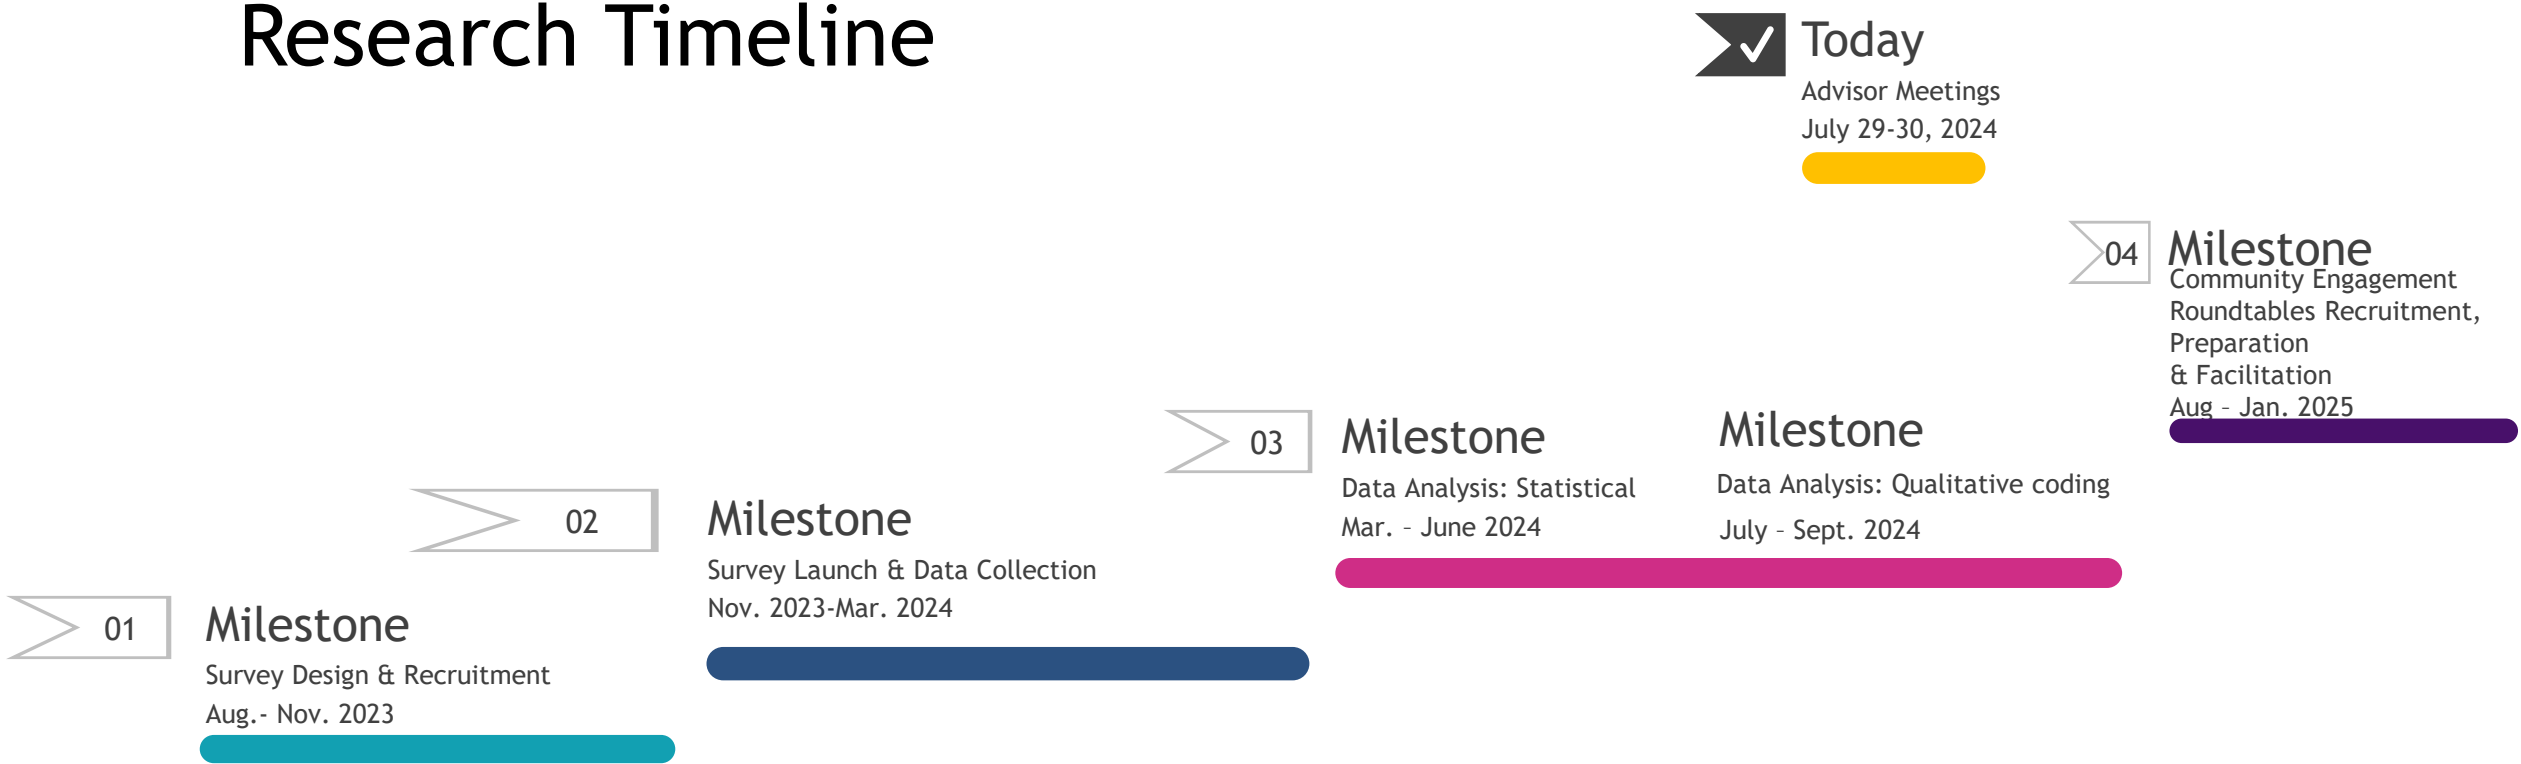 Research Timeline
Today
Advisor Meetings
July 29-30, 2024
04
Milestone
Community Engagement
Roundtables Recruitment,
Preparation
& Facilitation
Aug – Jan. 2025
03
Milestone
Data Analysis: Statistical
Mar. – June 2024
Milestone
Data Analysis: Qualitative coding
July – Sept. 2024
02
Milestone
Survey Launch & Data Collection
Nov. 2023-Mar. 2024
01
Milestone
Survey Design & Recruitment
Aug.- Nov. 2023